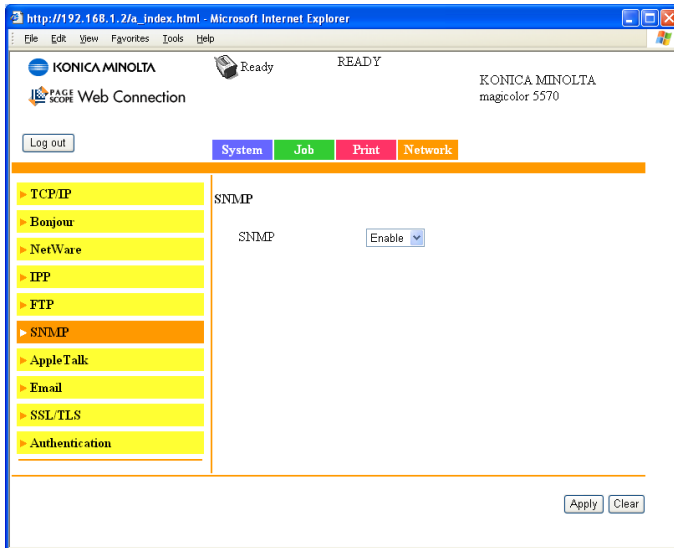 http://192.168.1.2/a_index.html - Microsoft Internet Explorer
File Edit View Favorites Tools Help
KONICA MINOLTA
Ready
READY
KONICA MINOLTA
magicolor 5570
PAGE SCOPE Web Connection
Log out
System Job Print Network
TCP/IP
Bonjour
NetWare
IPP
FTP
SNMP
AppleTalk
Email
SSL/TLS
Authentication
SNMP
SNMP Enable
Apply Clear